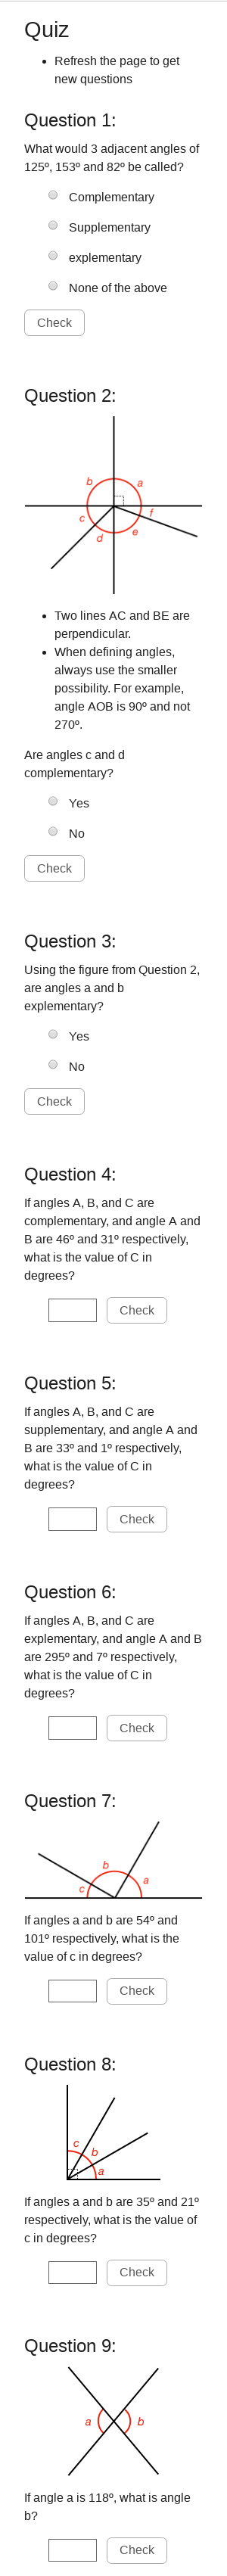 Quiz
Refresh the page to get
new questions
Question 1:
What would 3 adjacent angles of
125º, 153º and 82º be called?
Complementary
Supplementary
explementary
None of the above
Check
Question 2:
b
a
c
f
d
e
Two lines AC and BE are
perpendicular.
When defining angles,
always use the smaller
possibility. For example,
angle AOB is 90º and not
270º.
Are angles c and d
complementary?
Yes
No
Check
Question 3:
Using the figure from Question 2,
are angles a and b
explementary?
Yes
No
Check
Question 4:
If angles A, B, and C are
complementary, and angle A and
B are 46º and 31º respectively,
what is the value of C in
degrees?
Check
Question 5:
If angles A, B, and C are
supplementary, and angle A and
B are 33º and 1º respectively,
what is the value of C in
degrees?
Check
Question 6:
If angles A, B, and C are
explementary, and angle A and B
are 295º and 7º respectively,
what is the value of C in
degrees?
Check
Question 7:
b
a
c
If angles a and b are 54º and
101º respectively, what is the
value of c in degrees?
Check
Question 8:
c
b
a
If angles a and b are 35º and 21º
respectively, what is the value of
c in degrees?
Check
Question 9:
a
b
If angle a is 118º, what is angle
b?
Check